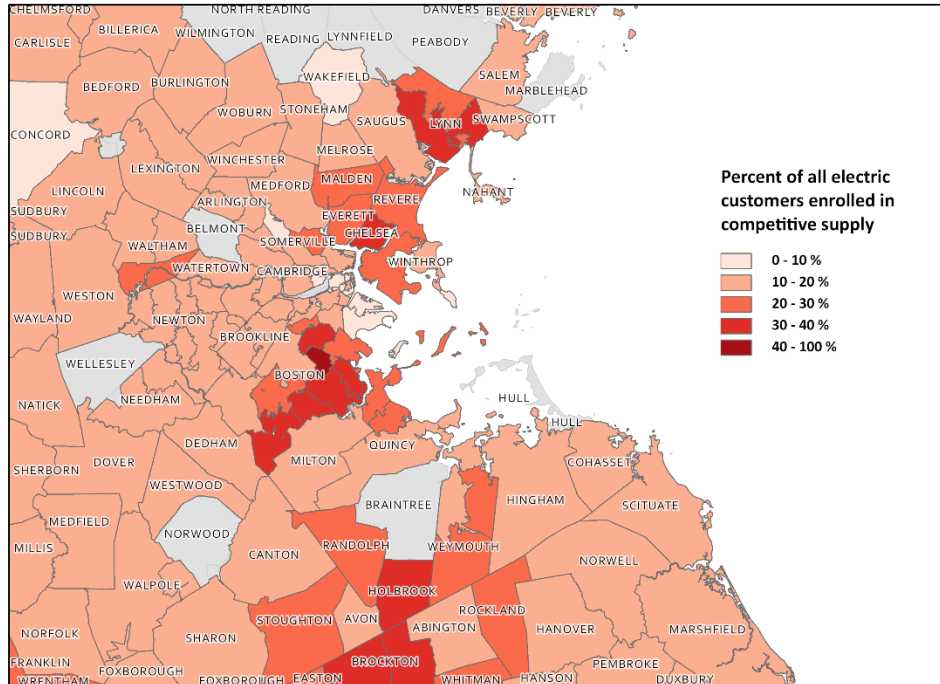 CHELMSFORD
NORTH READING
DANVERS
BEVERLY
BEVERLY
CARLISLE
BILLERICA
WILMINGTON
READING
LYNNFIELD
PEABODY
BEDFORD
BURLINGTON
WAKEFIELD
SALEM
MARBLEHEAD
WOBURN
STONEHAM
SAUGUS
LYNN
SWAMPSCOTT
CONCORD
LEXINGTON
WINCHESTER
MELROSE
LINCOLN
MEDFORD
MALDEN
NAHANT
SUDBURY
ARLINGTON
REVERE
EVERETT
SUDBURY
BELMONT
SOMERVILLE
CHELSEA
WALTHAM
WATERTOWN
CAMBRIDGE
WINTHROP
WESTON
WAYLAND
NEWTON
BROOKLINE
WELLESLEY
BOSTON
NATICK
NEEDHAM
HULL
HULL
DEDHAM
MILTON
QUINCY
SHERBORN
DOVER
COHASSET
WESTWOOD
BRAINTREE
HINGHAM
SCITUATE
MEDFIELD
NORWOOD
MILLIS
CANTON
RANDOLPH
WEYMOUTH
NORWELL
WALPOLE
HOLBROOK
STOUGHTON
AVON
ROCKLAND
NORFOLK
SHARON
ABINGTON
HANOVER
MARSHFIELD
FRANKLIN
FOXBOROUGH
BROCKTON
PEMBROKE
WRENTHAM
FOXBOROUGH
EASTON
WHITMAN
HANSON
DUXBURY
Percent of all electric
customers enrolled in
competitive supply
0 - 10 %
10 - 20 %
20 - 30 %
30 - 40 %
40 - 100 %